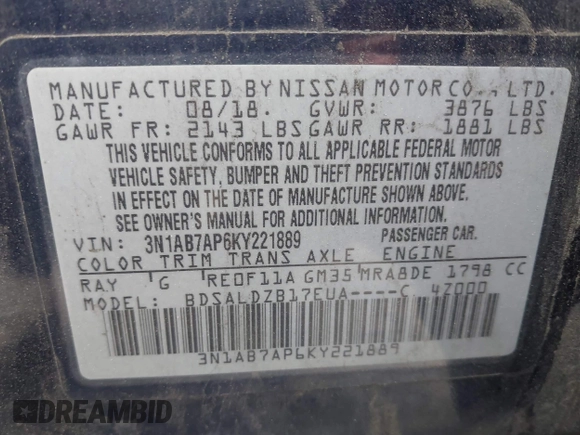 MANUFACTURED BY NISSAN MOTOR CO., LTD.
DATE: 08/18. GVWR: 3876 LBS
GAWR FR: 2143 LBS GAWR RR: 1881 LBS
THIS VEHICLE CONFORMS TO ALL APPLICABLE FEDERAL MOTOR
VEHICLE SAFETY, BUMPER AND THEFT PREVENTION STANDARDS
IN EFFECT ON THE DATE OF MANUFACTURE SHOWN ABOVE.
SEE OWNER'S MANUAL FOR ADDITIONAL INFORMATION.
VIN: 3N1AB7AP6KY221889 PASSENGER CAR.
COLOR TRIM TRANS AXLE ENGINE
RAY G RE0F11A GM35 MRA8DE 1798 CC
MODEL: BDSALDZB17EUA----C 4Z000
3N1AB7AP6KY221889
DREAMBID